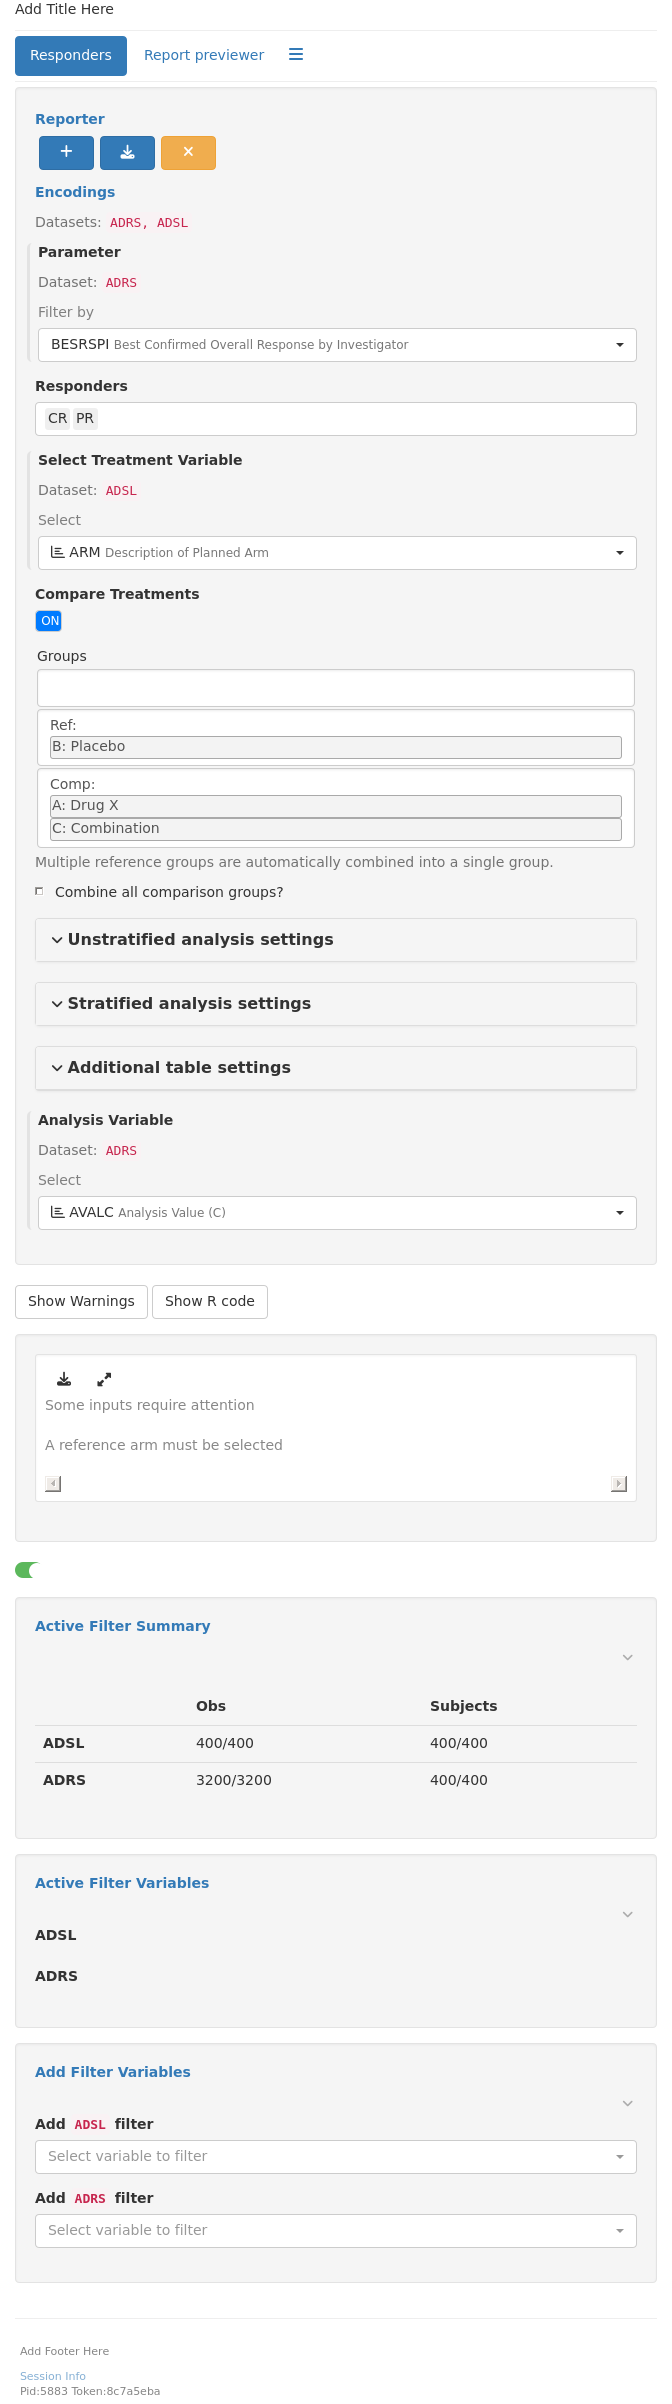 Add Title Here
Responders Report previewer
Reporter
Encodings
Datasets: ADRS, ADSL
Parameter
Dataset: ADRS
Filter by
BESRSPI Best Confirmed Overall Response by Investigator
Responders
CR PR
Select Treatment Variable
Dataset: ADSL
Select
ARM Description of Planned Arm
Compare Treatments
ON
Groups
Ref:
B: Placebo
Comp:
A: Drug X
C: Combination
Multiple reference groups are automatically combined into a single group.
Combine all comparison groups?
Unstratified analysis settings
Stratified analysis settings
Additional table settings
Analysis Variable
Dataset: ADRS
Select
AVALC Analysis Value (C)
Show Warnings Show R code
Some inputs require attention
A reference arm must be selected
Active Filter Summary
Obs Subjects
ADSL 400/400 400/400
ADRS 3200/3200 400/400
Active Filter Variables
ADSL
ADRS
Add Filter Variables
Add ADSL filter
Select variable to filter
Add ADRS filter
Select variable to filter
Add Footer Here
Session Info
Pid:5883 Token:8c7a5eba